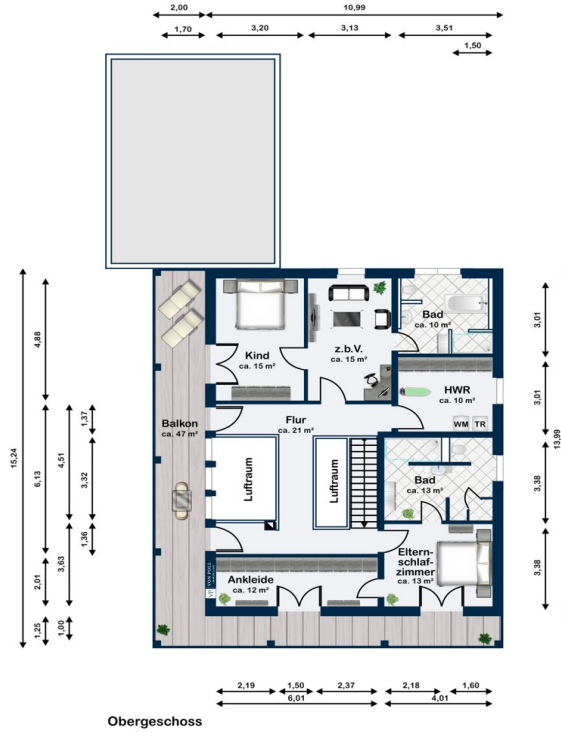 2,00
10,99
1,70
3,20
3,13
3,51
1,50
15,24
4,88
6,13
4,51
1,37
3,32
1,36
3,63
2,01
1,25
1,00
Balkon
ca. 47 m²
Kind
ca. 15 m²
z.b.V.
ca. 15 m²
Bad
ca. 10 m²
HWR
ca. 10 m²
WM
TR
Flur
ca. 21 m²
Luftraum
Luftraum
Bad
ca. 13 m²
Eltern-
schlaf-
zimmer
ca. 13 m²
Ankleide
ca. 12 m²
VP
VON POLL
3,01
3,01
13,99
3,38
3,38
2,19
1,50
2,37
2,18
1,60
6,01
4,01
Obergeschoss